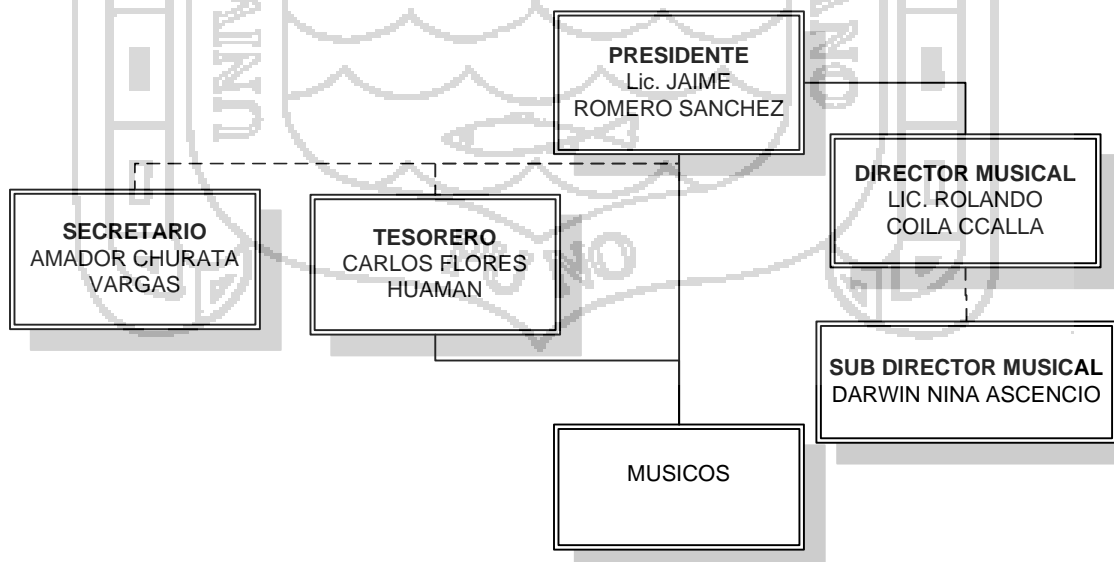 PRESIDENTE
Lic. JAIME
ROMERO SANCHEZ
DIRECTOR MUSICAL
LIC. ROLANDO
COILA CCALLA
SECRETARIO
AMADOR CHURATA
VARGAS
TESORERO
CARLOS FLORES
HUAMAN
SUB DIRECTOR MUSICAL
DARWIN NINA ASCENCIO
MUSICOS